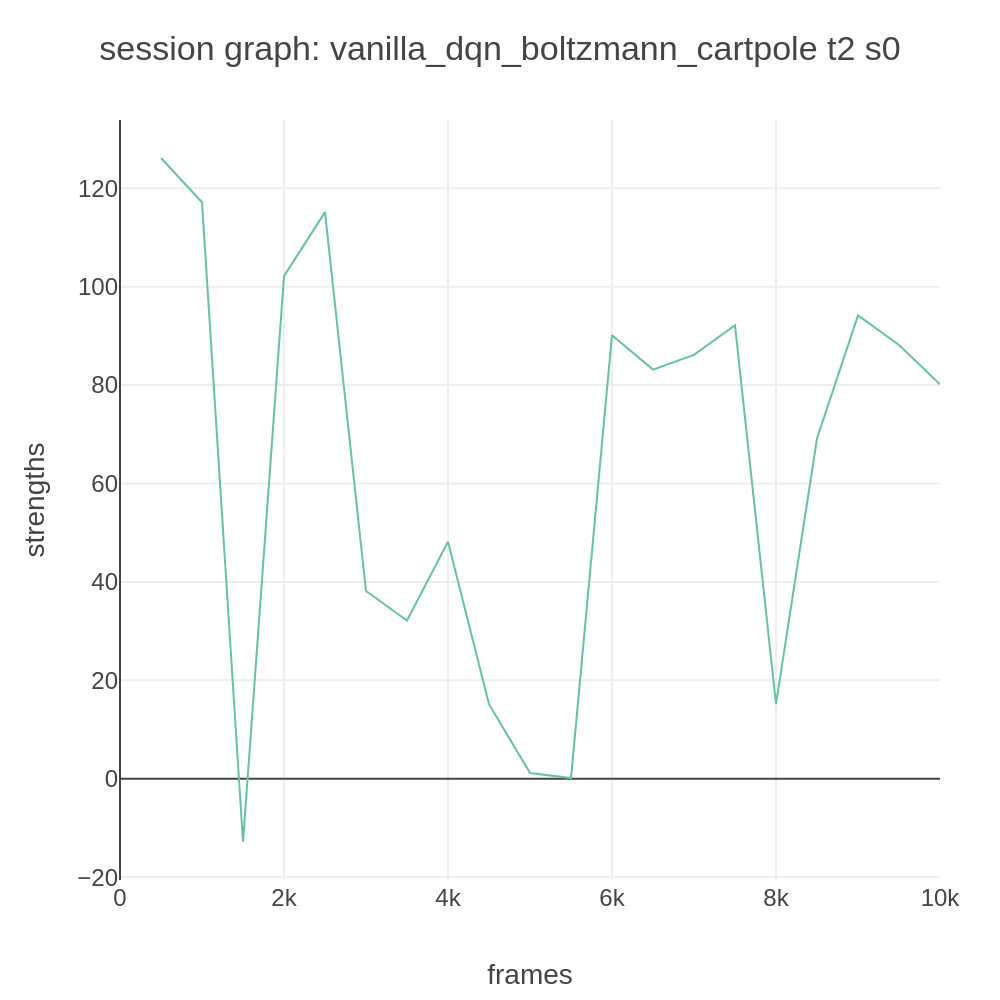 session graph: vanilla_dqn_boltzmann_cartpole t2 s0
120
100
80
60
40
20
0
−20
strengths
0 2k 4k 6k 8k 10k
frames